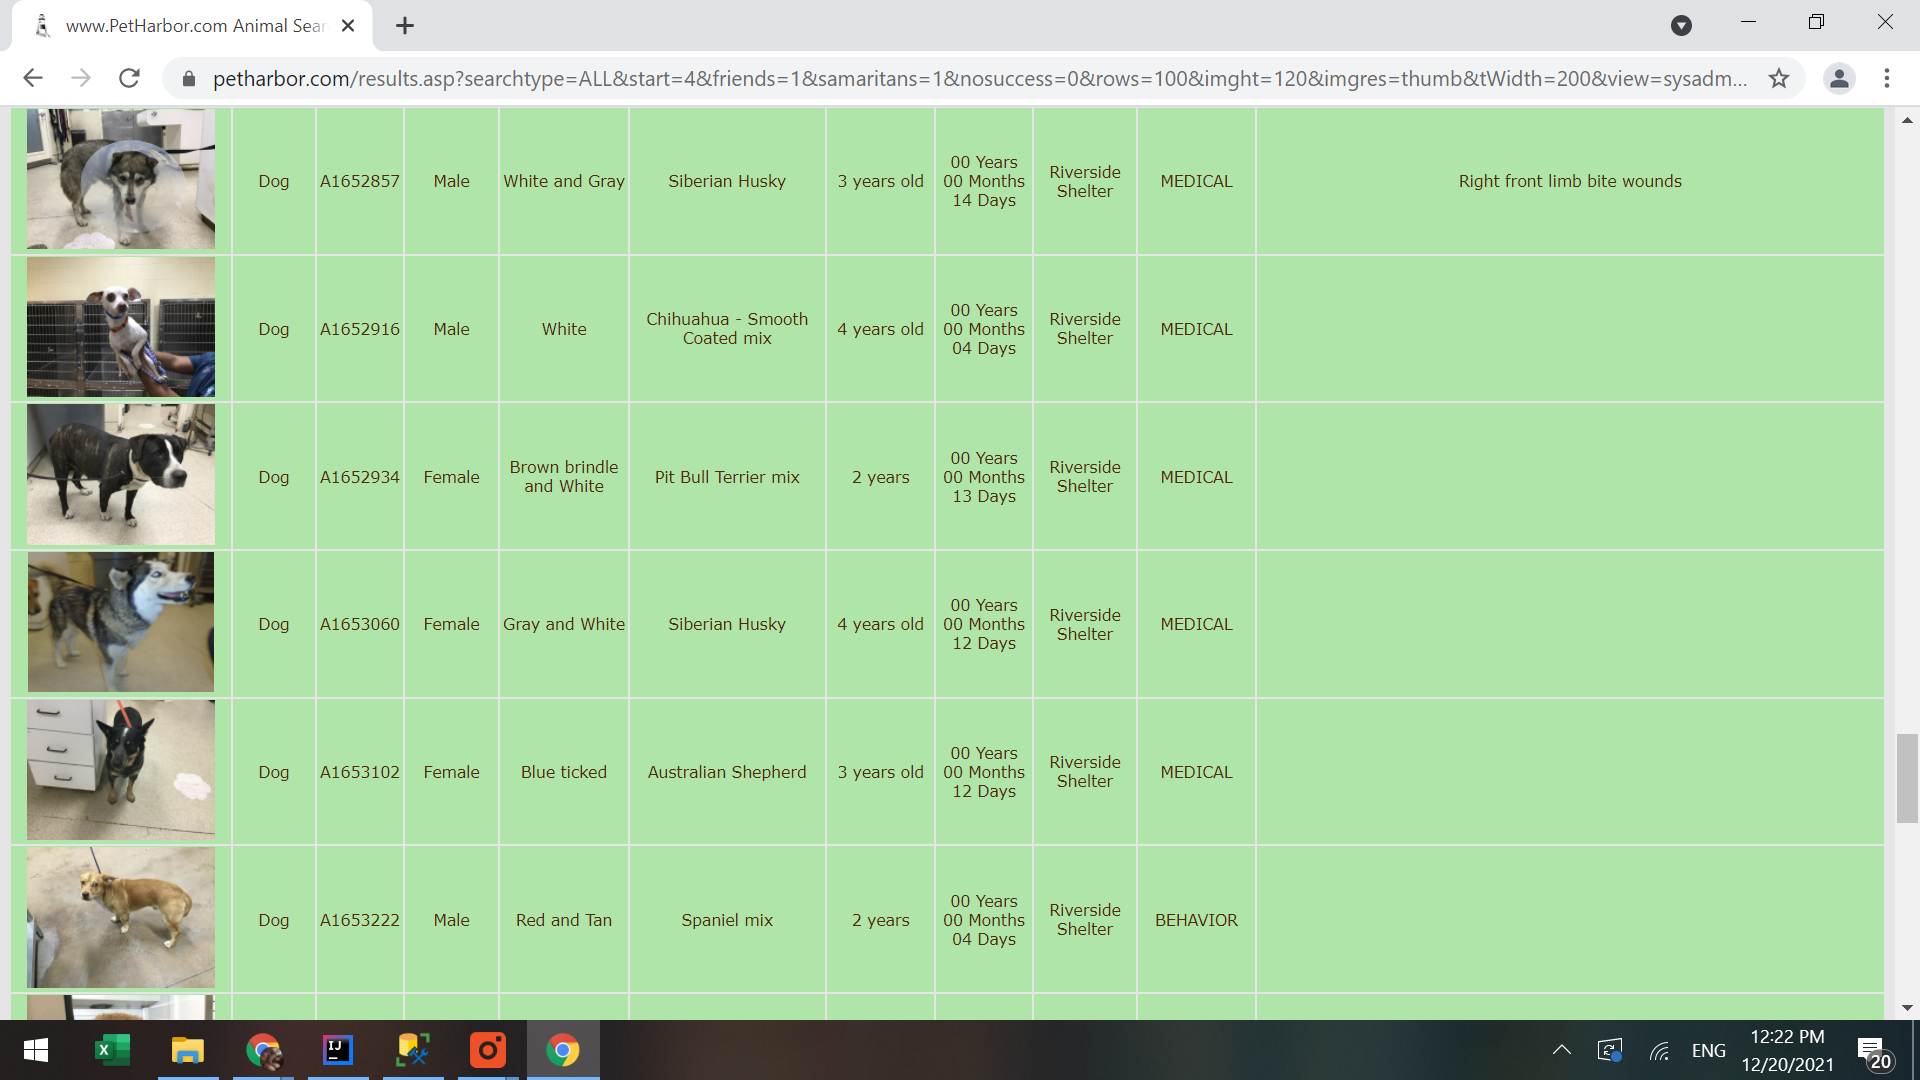 www.PetHarbor.com Animal Sear
petharbor.com/results.asp?searchtype=ALL&start=4&friends=1&samaritans=1&nosuccess=0&rows=100&imght=120&imgres=thumb&tWidth=200&view=sysadm...
Dog
A1652857
Male
White and Gray
Siberian Husky
3 years old
00 Years
00 Months
14 Days
Riverside
Shelter
MEDICAL
Right front limb bite wounds
Dog
A1652916
Male
White
Chihuahua - Smooth
Coated mix
4 years old
00 Years
00 Months
04 Days
Riverside
Shelter
MEDICAL
Dog
A1652934
Female
Brown brindle
and White
Pit Bull Terrier mix
2 years
00 Years
00 Months
13 Days
Riverside
Shelter
MEDICAL
Dog
A1653060
Female
Gray and White
Siberian Husky
4 years old
00 Years
00 Months
12 Days
Riverside
Shelter
MEDICAL
Dog
A1653102
Female
Blue ticked
Australian Shepherd
3 years old
00 Years
00 Months
12 Days
Riverside
Shelter
MEDICAL
Dog
A1653222
Male
Red and Tan
Spaniel mix
2 years
00 Years
00 Months
04 Days
Riverside
Shelter
BEHAVIOR
X
IJ
ENG
12:22 PM
12/20/2021
20